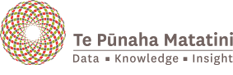 Te Pūnaha Matatini
Data ▪ Knowledge ▪ Insight